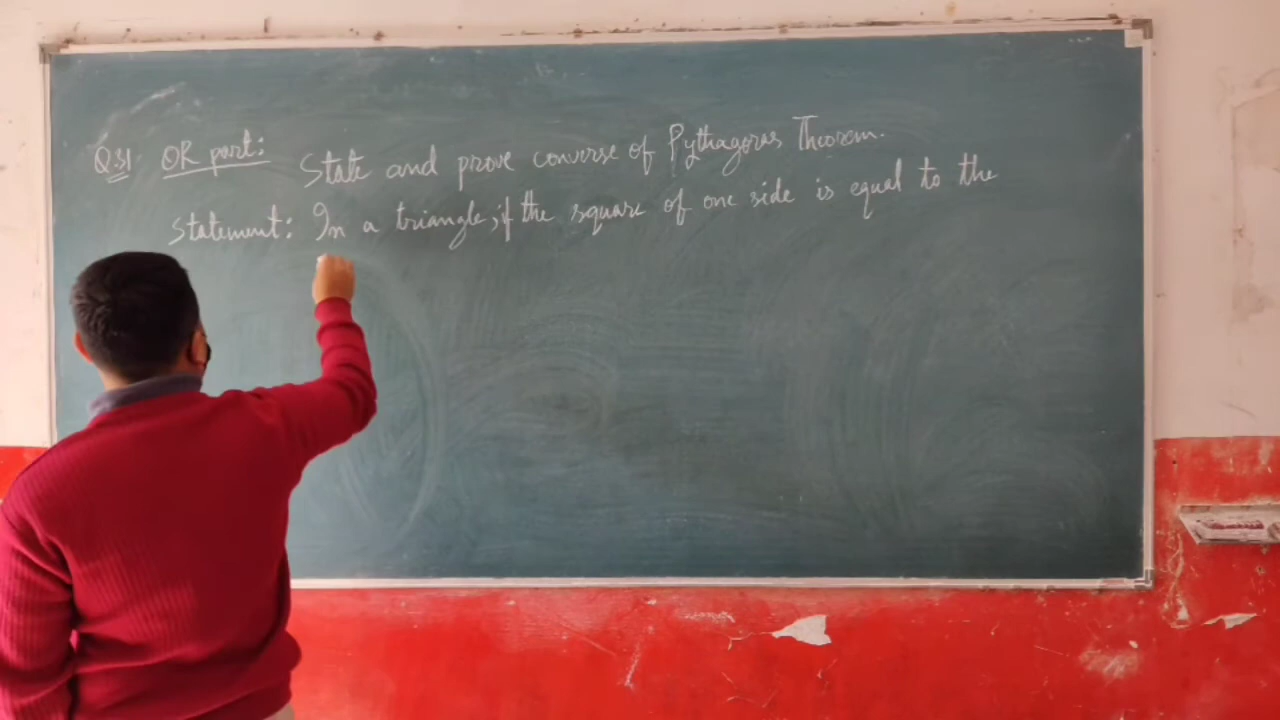 Q31 OR part: State and prove converse of Pythagoras Theorem.
Statement: In a triangle, if the square of one side is equal to the